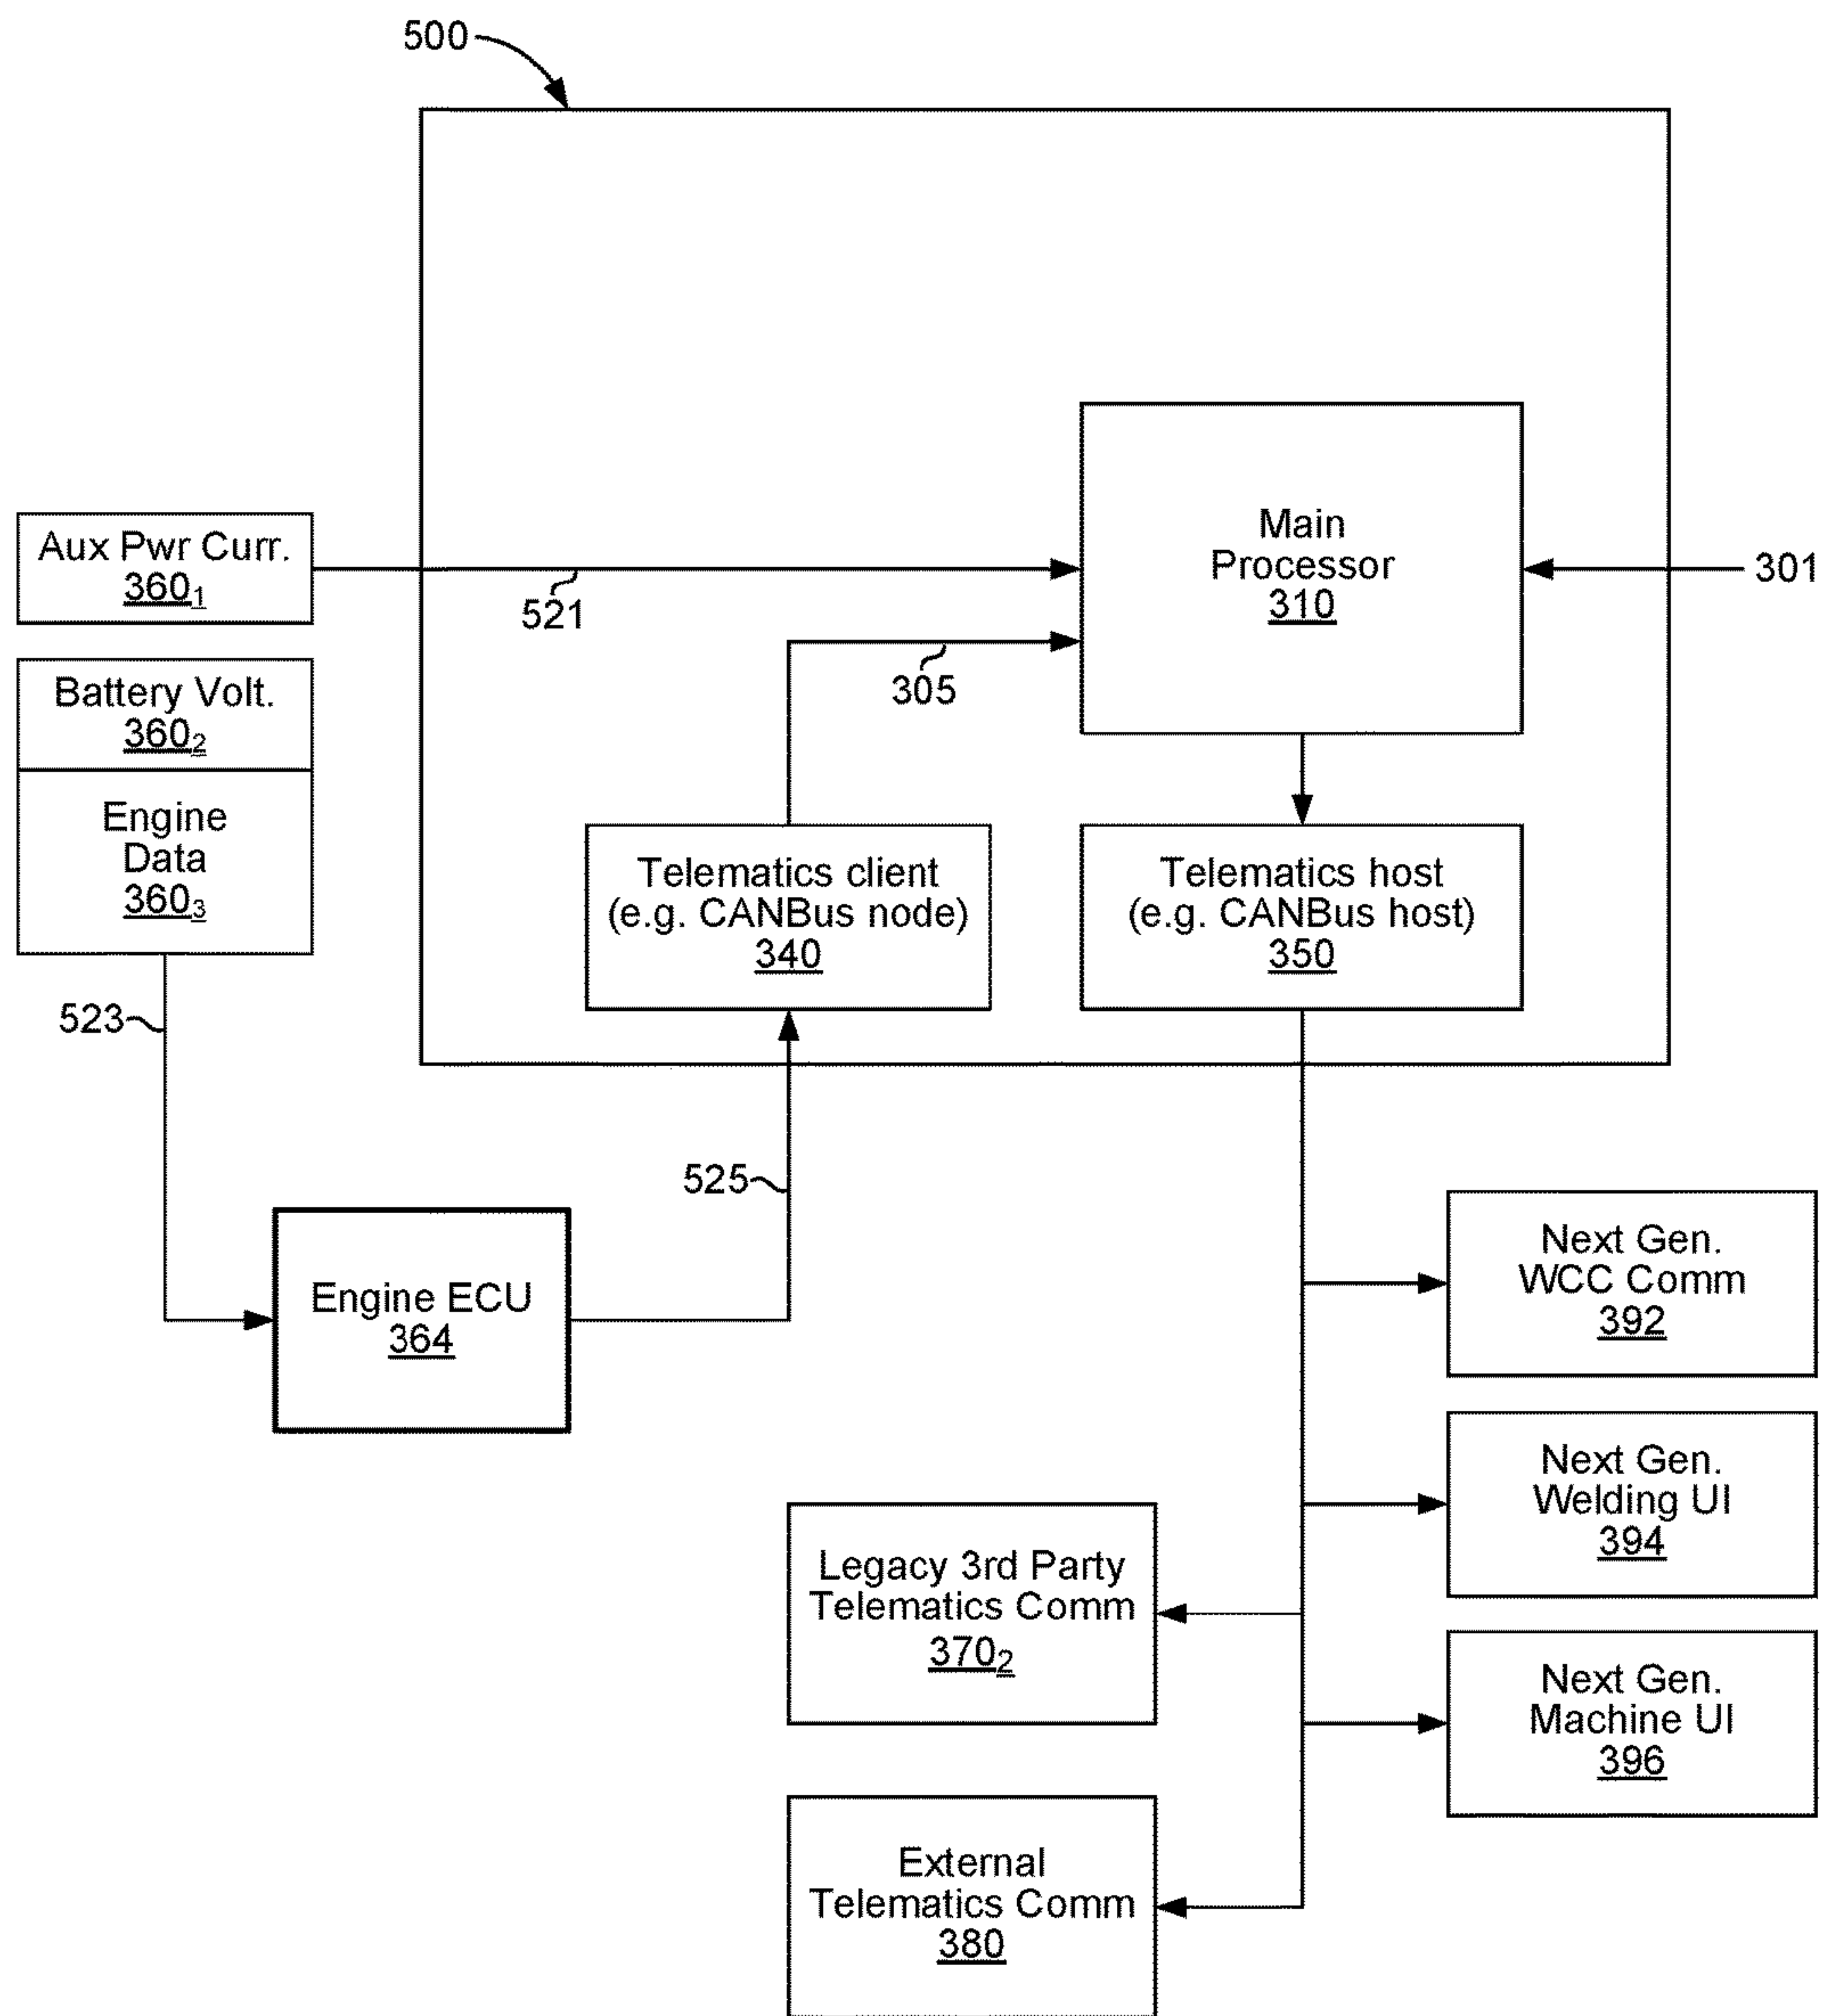 500
Aux Pwr Curr.
360₁
521
Main
Processor
310
301
305
Battery Volt.
360₂
Engine
Data
360₃
Telematics client
(e.g. CANBus node)
340
Telematics host
(e.g. CANBus host)
350
523
525
Engine ECU
364
Next Gen.
WCC Comm
392
Next Gen.
Welding UI
394
Legacy 3rd Party
Telematics Comm
370₂
Next Gen.
Machine UI
396
External
Telematics Comm
380